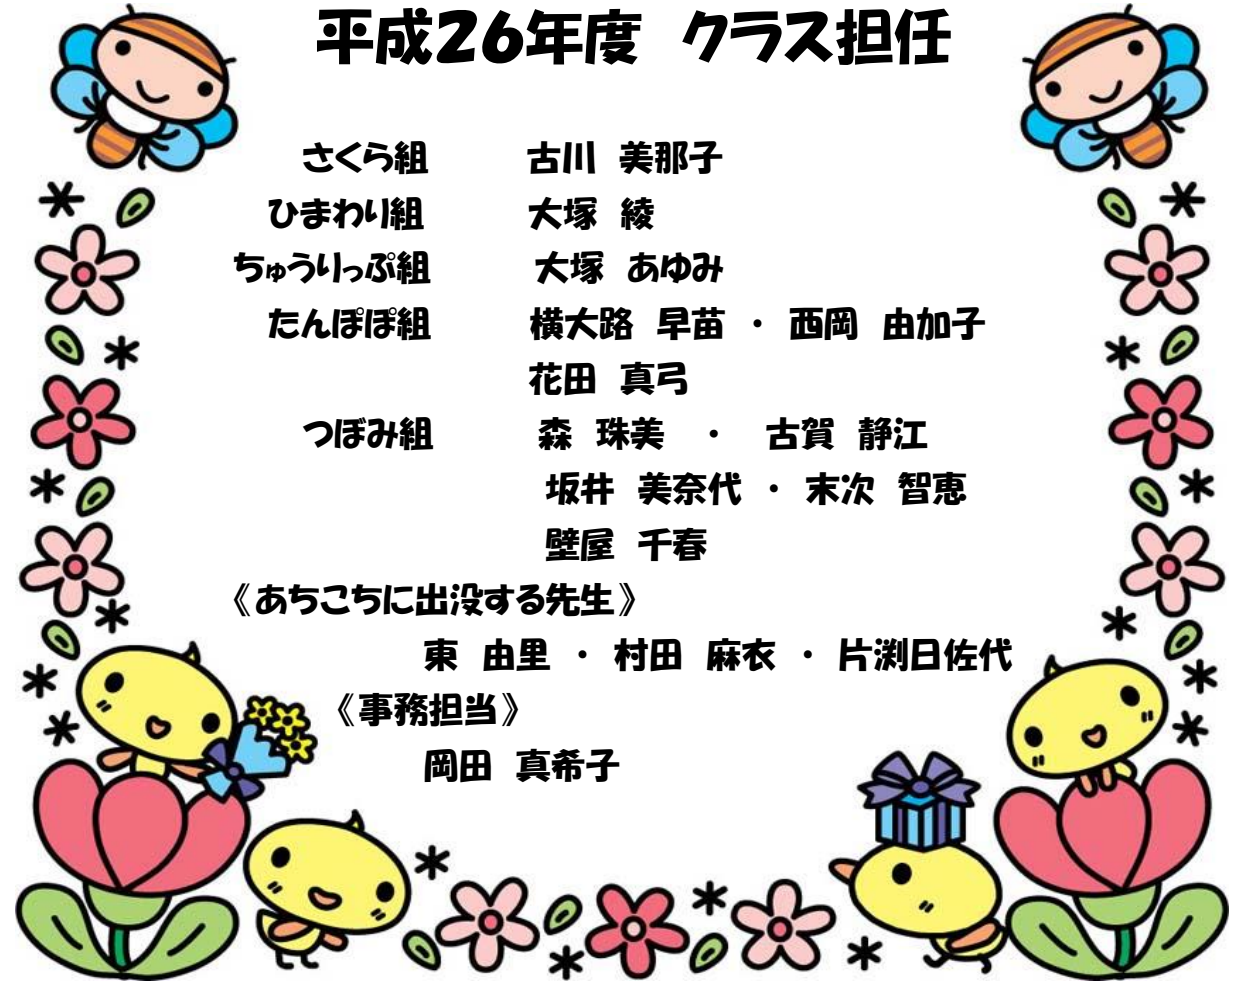 平成26年度　クラス担任
さくら組　古川　美那子
ひまわり組　大塚　綾
ちゅうりっぷ組　大塚　あゆみ
たんぽぽ組　横大路　早苗　・　西岡　由加子
花田　真弓
つぼみ組　森　珠美　・　古賀　静江
坂井　美奈代　・　末次　智恵
壁屋　千春
《あちこちに出没する先生》
東　由里　・　村田　麻衣　・　片渕日佐代
《事務担当》
岡田　真希子